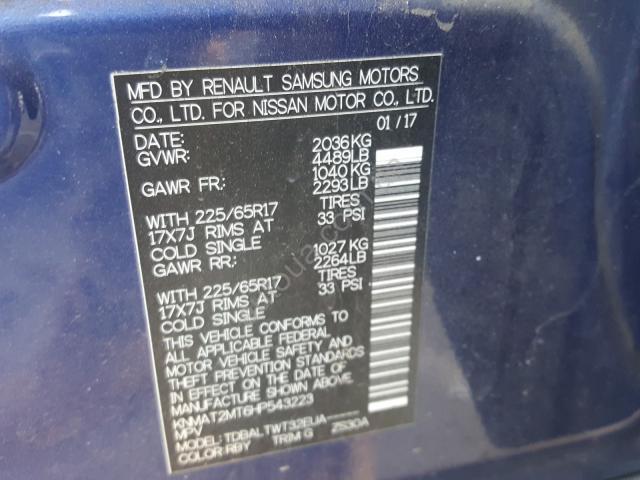 MFD BY RENAULT SAMSUNG MOTORS
CO., LTD. FOR NISSAN MOTOR CO., LTD.
DATE: 01/17
GVWR: 2036KG
4489LB
GAWR FR: 1040KG
2293LB
WITH 225/65R17 TIRES
17X7J RIMS AT 33 PSI
COLD SINGLE
GAWR RR: 1027KG
2264LB
WITH 225/65R17 TIRES
17X7J RIMS AT 33 PSI
COLD SINGLE
THIS VEHICLE CONFORMS TO
ALL APPLICABLE FEDERAL
MOTOR VEHICLE SAFETY AND
THEFT PREVENTION STANDARDS
IN EFFECT ON THE DATE OF
MANUFACTURE SHOWN ABOVE.
KNMAT2MT6HP543223
MPV
MODEL: TDBALTWT32EUA-----
COLOR RBY TRIM G ZS30A